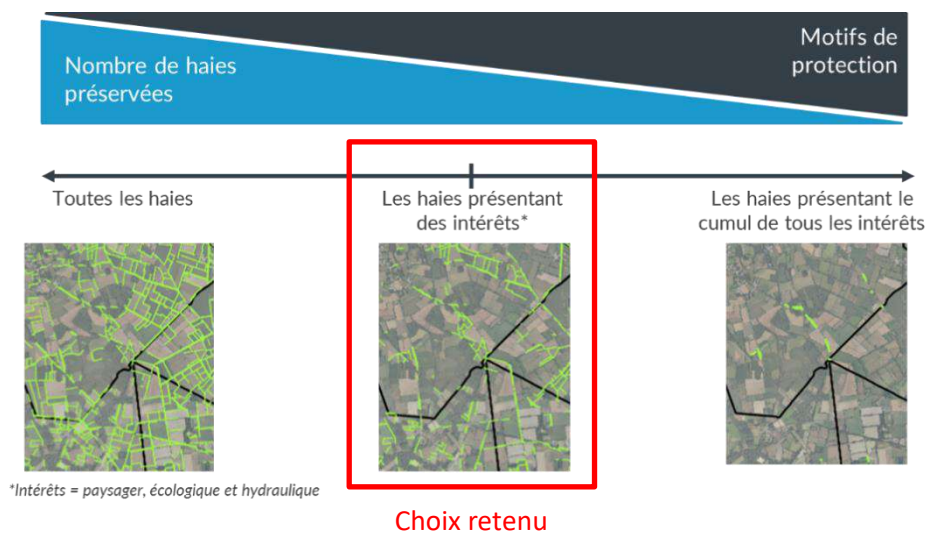 Nombre de haies
préservées
Motifs de
protection
Toutes les haies
Les haies présentant
des intérêts*
Les haies présentant le
cumul de tous les intérêts
*Intérêts = paysager, écologique et hydraulique
Choix retenu